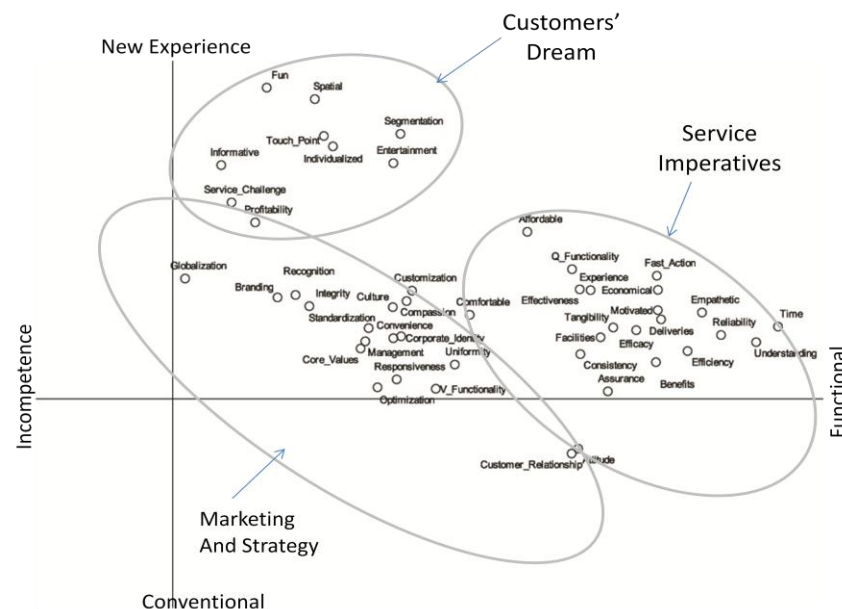 Customers’
Dream
New Experience
Fun
Spatial
Segmentation
Touch_Point
Entertainment
Informative
Individualized
Service
Imperatives
Service_Challenge
Profitability
Affordable
Globalization
Recognition
Q_Functionality
Fast_Action
Customization
Experience
Branding
Integrity
Culture
Economical
Compassion
Comfortable
Effectiveness
Empathetic
Standardization
Tangibility
Motivated
Time
Convenience
Reliability
Corporate_Identity
Facilities
Deliveries
Efficacy
Core_Values
Management
Uniformity
Understanding
Responsiveness
Consistency
Efficiency
Assurance
Benefits
V_Functionality
Optimization
Incompetence
Functional
Customer_Relationship
Marketing
And Strategy
Conventional